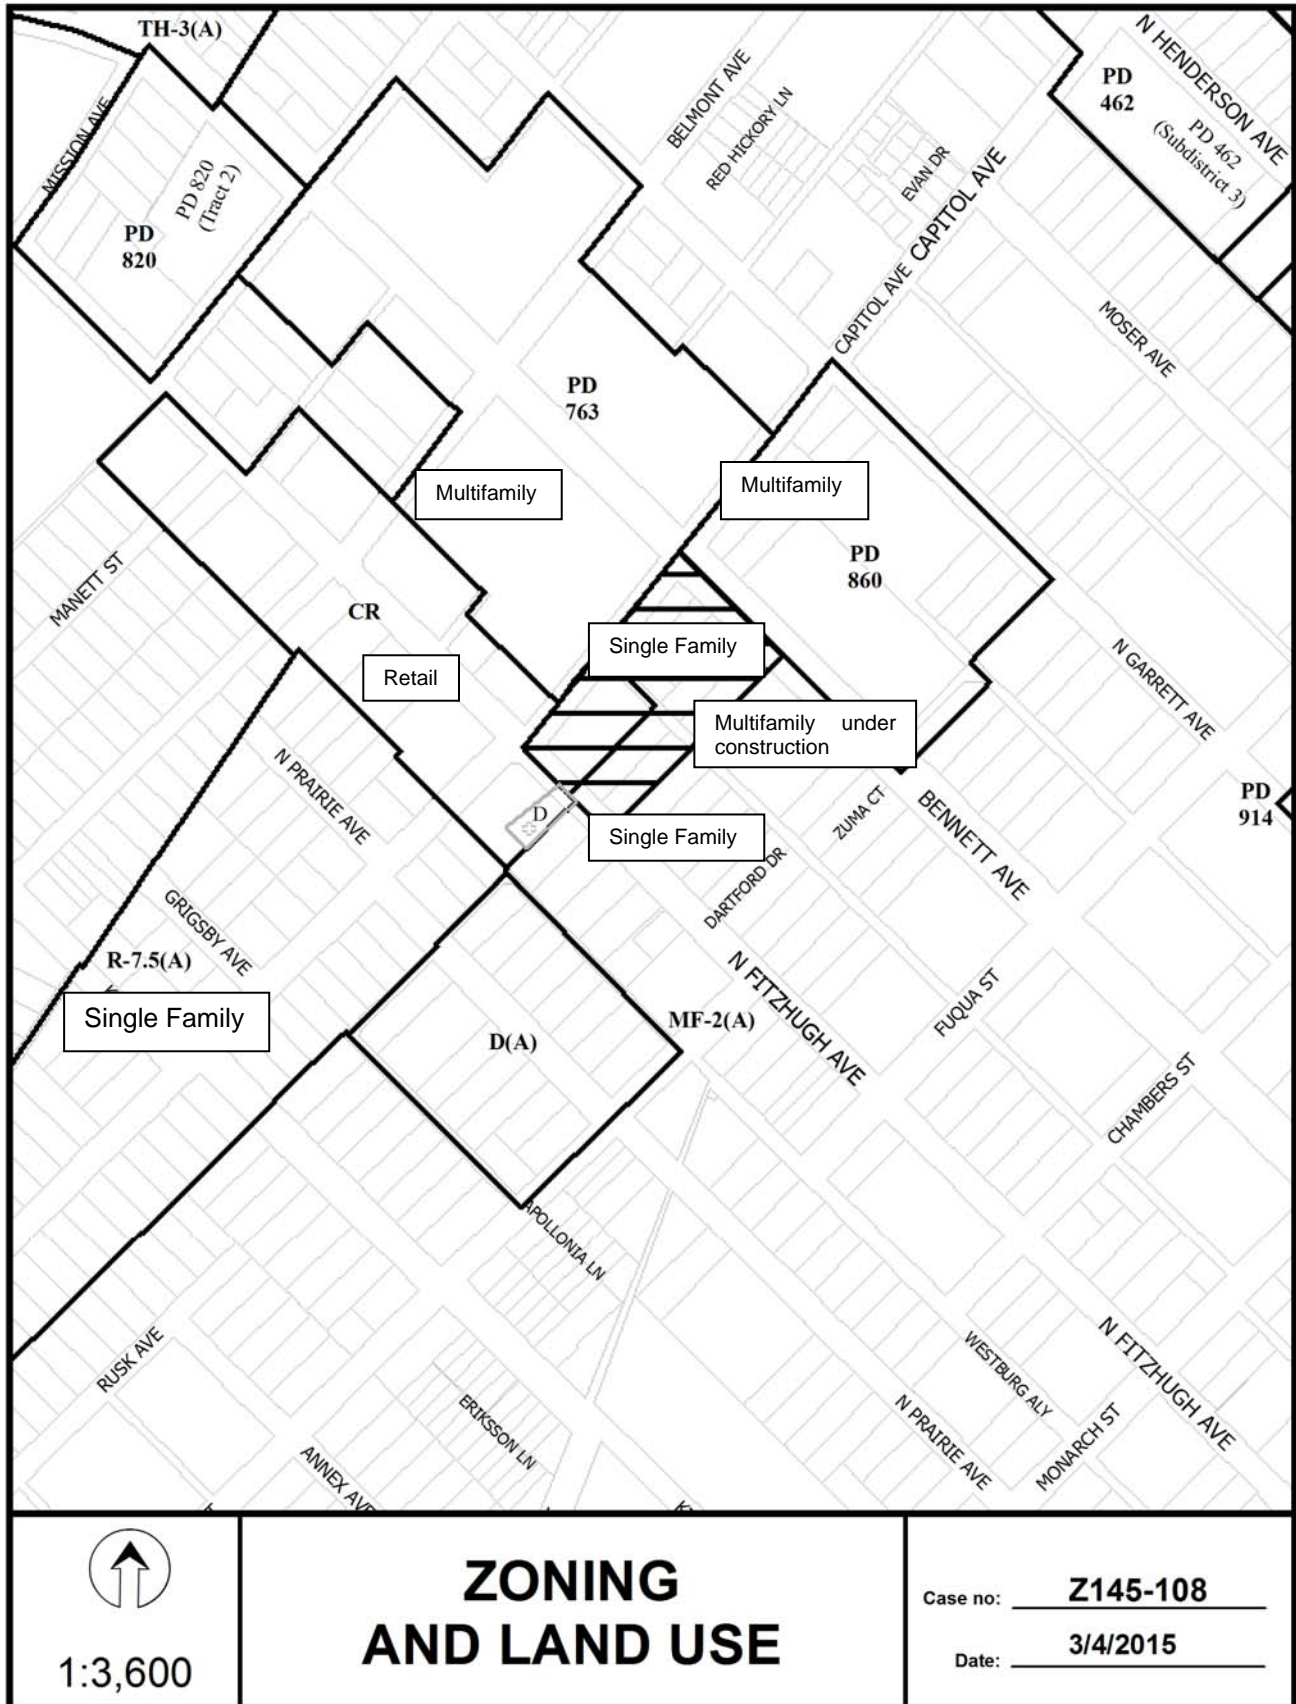 TH-3(A)
MISSION AVE
PD 820
(Tract 2)
PD
820
BELMONT AVE
RED HICKORY LN
EVAN DR
CAPITOL AVE
CAPITOL AVE
PD
462
N HENDERSON AVE
PD 462
(Subdistrict 3)
MOSER AVE
PD
763
Multifamily
Multifamily
PD
860
MANETT ST
CR
Retail
Single Family
Multifamily under
construction
N GARRETT AVE
N PRAIRIE AVE
D
Single Family
ZUMA CT
BENNETT AVE
PD
914
DARTFORD DR
GRIGSBY AVE
R-7.5(A)
Single Family
N FITZHUGH AVE
FUQUA ST
MF-2(A)
D(A)
CHAMBERS ST
APOLLONIA LN
RUSK AVE
ERIKSSON LN
ANNEX AVE
WESTBURG ALY
N FITZHUGH AVE
N PRAIRIE AVE
MONARCH ST
1:3,600
ZONING
AND LAND USE
Case no: Z145-108
Date: 3/4/2015